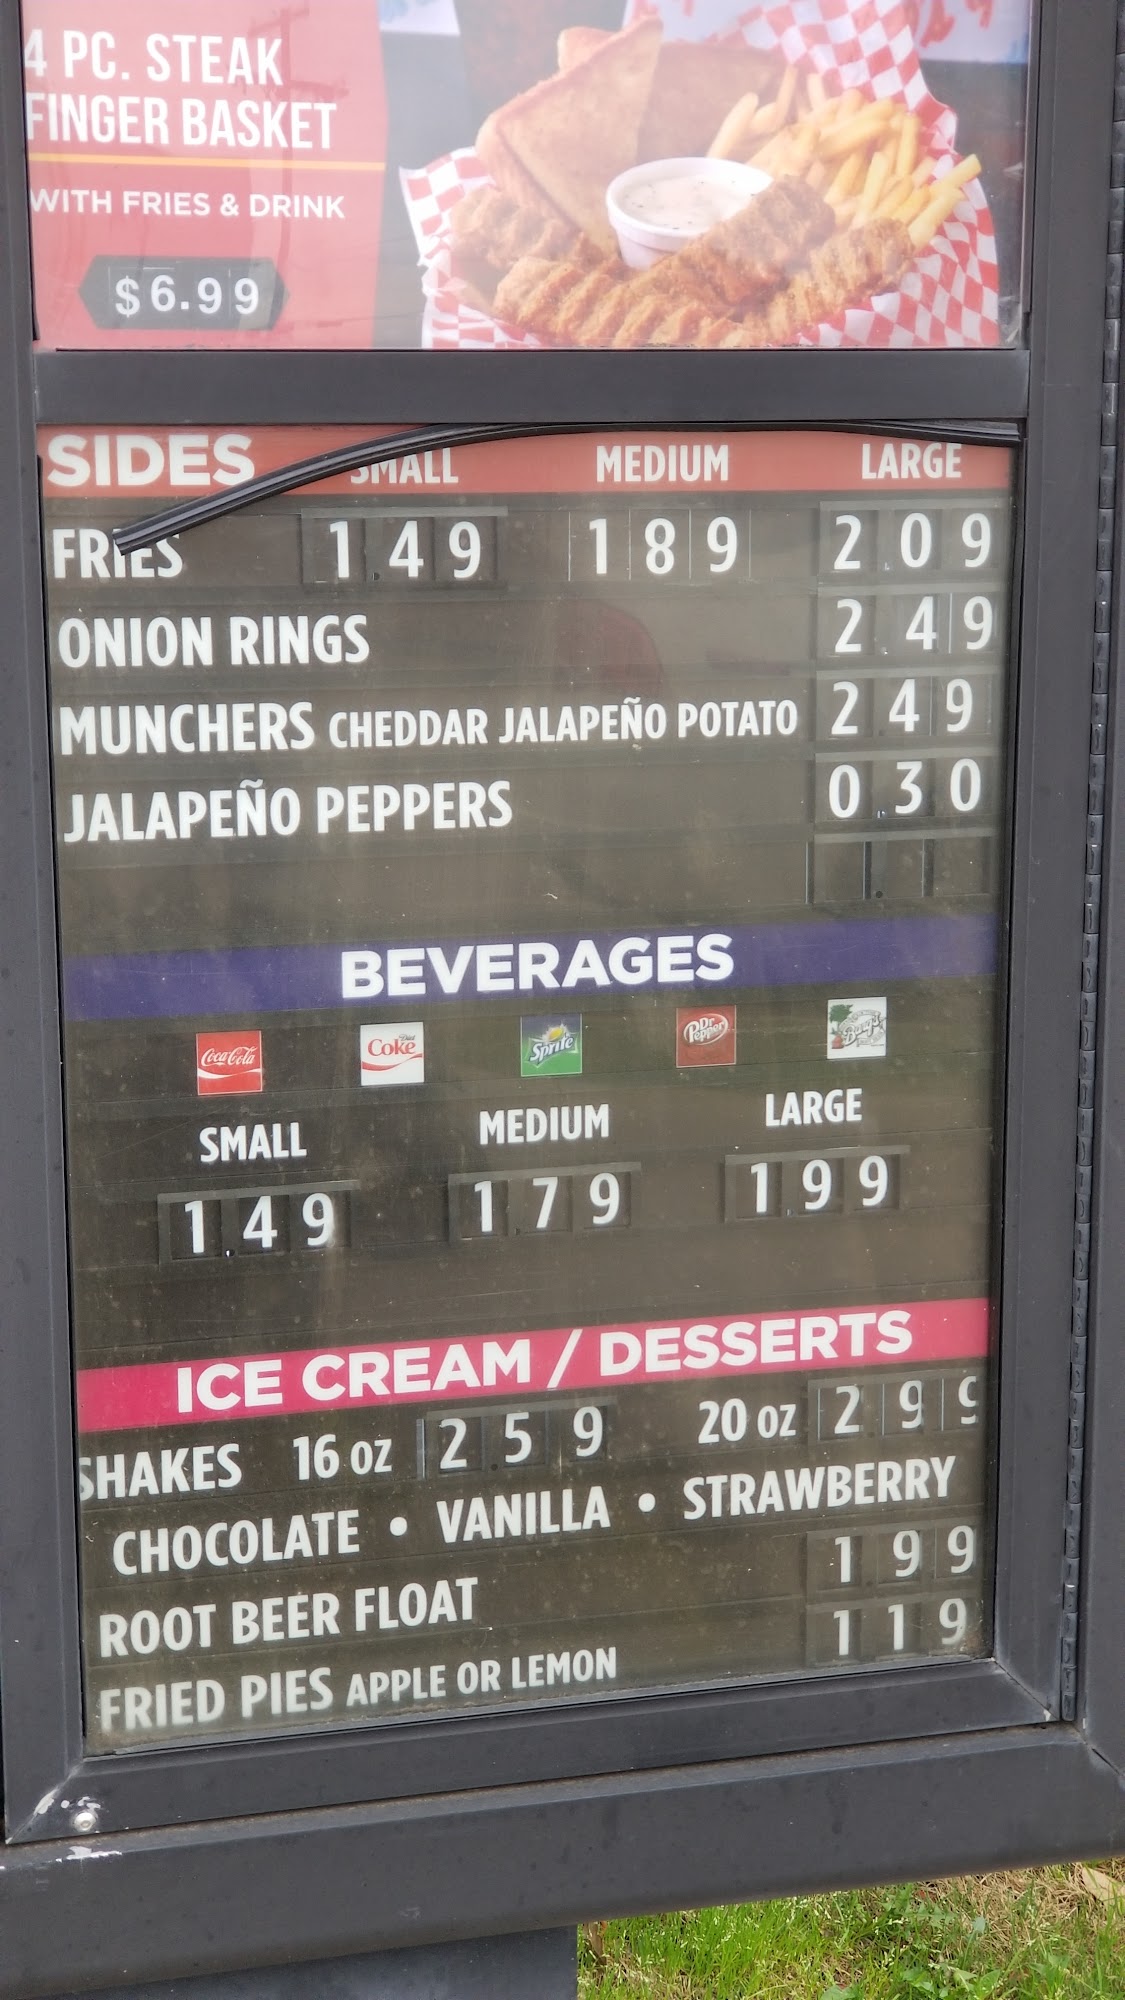 4 PC. STEAK
FINGER BASKET
WITH FRIES & DRINK
$6.99
SIDES SMALL MEDIUM LARGE
FRIES 1.49 189 2.09
ONION RINGS 2.49
MUNCHERS CHEDDAR JALAPEÑO POTATO 2.49
JALAPEÑO PEPPERS 0.30
BEVERAGES
Coca-Cola Diet Coke Sprite Dr Pepper Barq's
SMALL MEDIUM LARGE
1.49 1.79 1.99
ICE CREAM / DESSERTS
SHAKES 16 OZ 2.59 20 OZ 2.99
CHOCOLATE • VANILLA • STRAWBERRY
ROOT BEER FLOAT 1.99
FRIED PIES APPLE OR LEMON 1 19